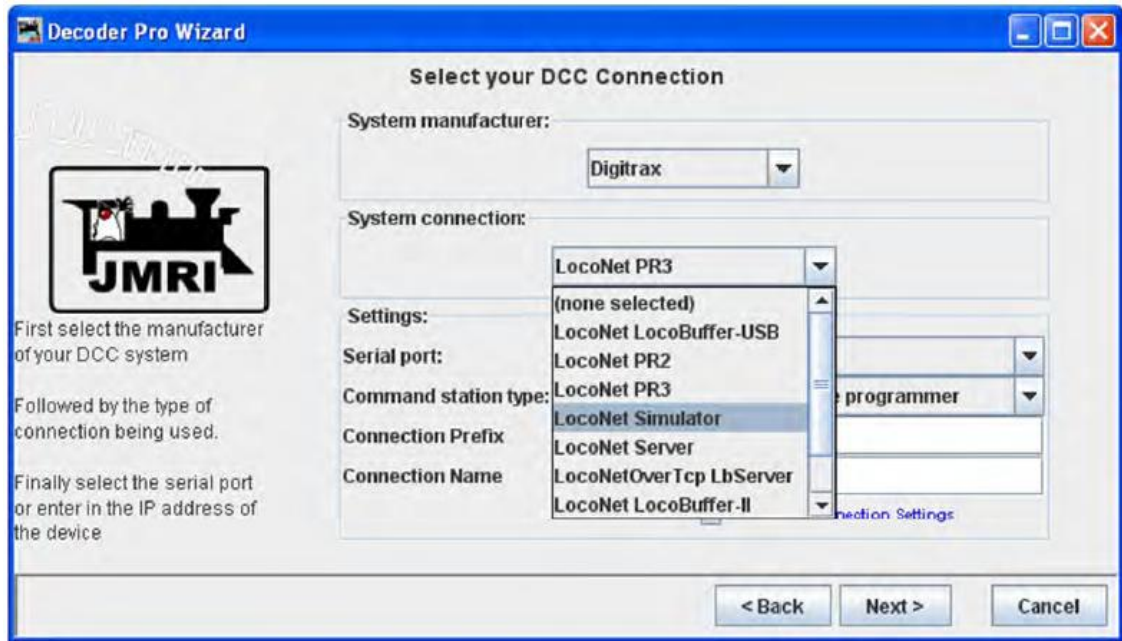 Decoder Pro Wizard
Select your DCC Connection
System manufacturer:
Digitrax
System connection:
LocoNet PR3
(none selected)
LocoNet LocoBuffer-USB
LocoNet PR2
LocoNet PR3
LocoNet Simulator
LocoNet Server
LocoNetOverTcp LbServer
LocoNet LocoBuffer-II
Settings:
Serial port:
Command station type:
programmer
Connection Prefix
Connection Name
nection Settings
JMRI
First select the manufacturer
of your DCC system
Followed by the type of
connection being used.
Finally select the serial port
or enter in the IP address of
the device
< Back
Next >
Cancel